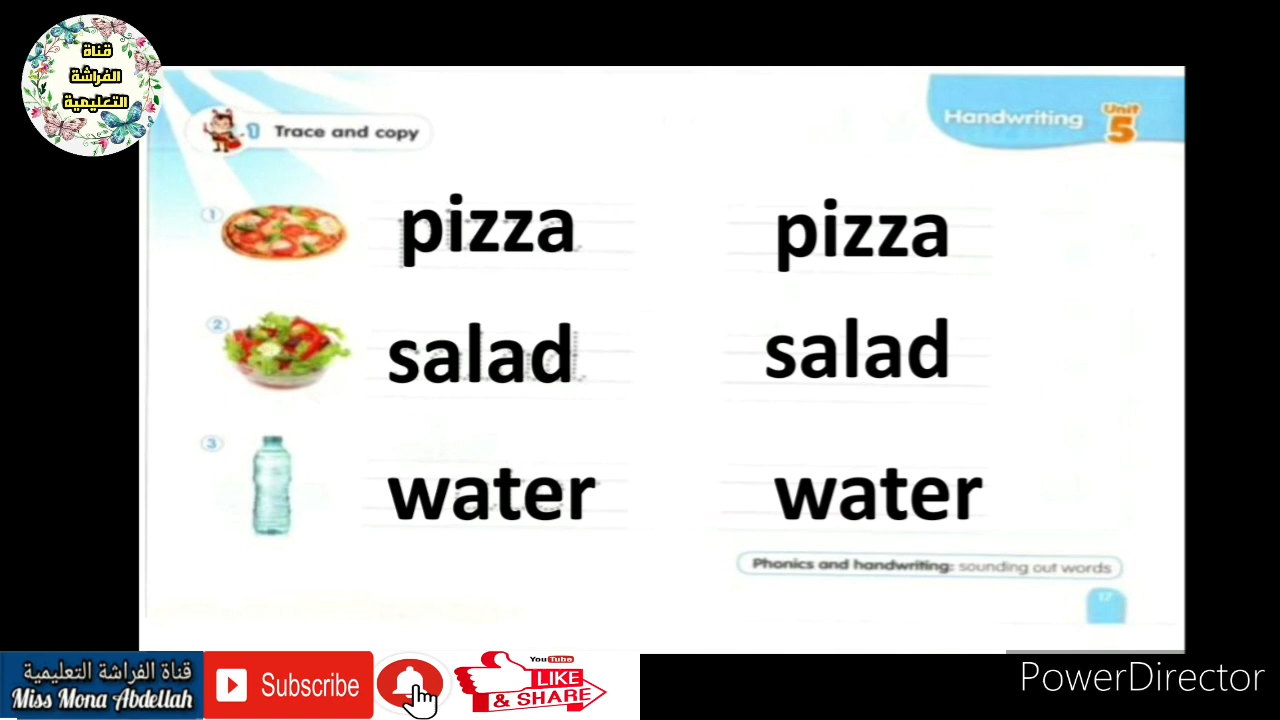 قناة
الفراشة
التعليمية
1 Trace and copy
Handwriting Unit 5
1 pizza pizza
2 salad salad
3 water water
Phonics and handwriting: sounding out words
17
قناة الفراشة التعليمية
Miss Mona Abdellah
Subscribe
YouTube
LIKE
& SHARE
PowerDirector